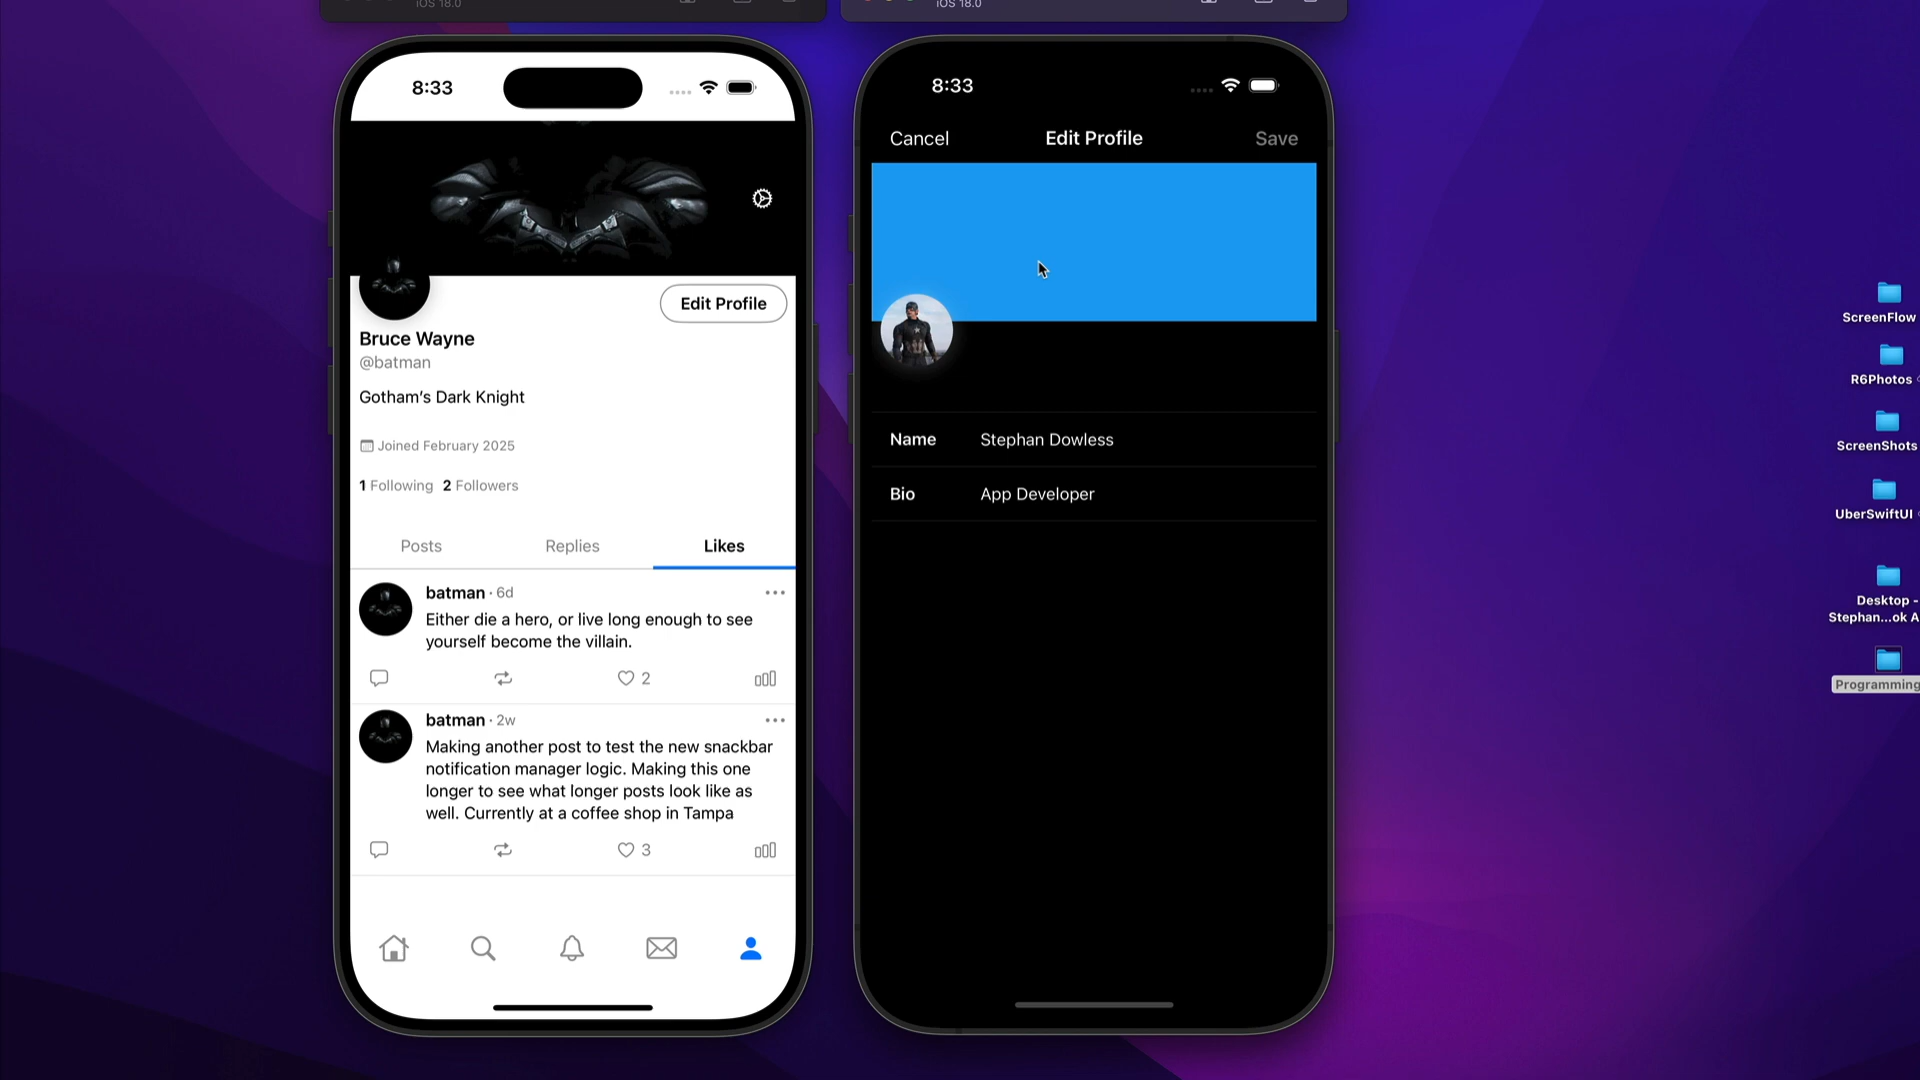 iOS 18.0
iOS 18.0
8:33
Bruce Wayne
@batman
Edit Profile
Gotham’s Dark Knight
Joined February 2025
1 Following 2 Followers
Posts Replies Likes
batman · 6d
Either die a hero, or live long enough to see
yourself become the villain.
2
batman · 2w
Making another post to test the new snackbar
notification manager logic. Making this one
longer to see what longer posts look like as
well. Currently at a coffee shop in Tampa
3
8:33
Cancel Edit Profile Save
Name Stephan Dowless
Bio App Developer
ScreenFlow
R6Photos
ScreenShots
UberSwiftUI
Desktop -
Stephan...ok A
Programming